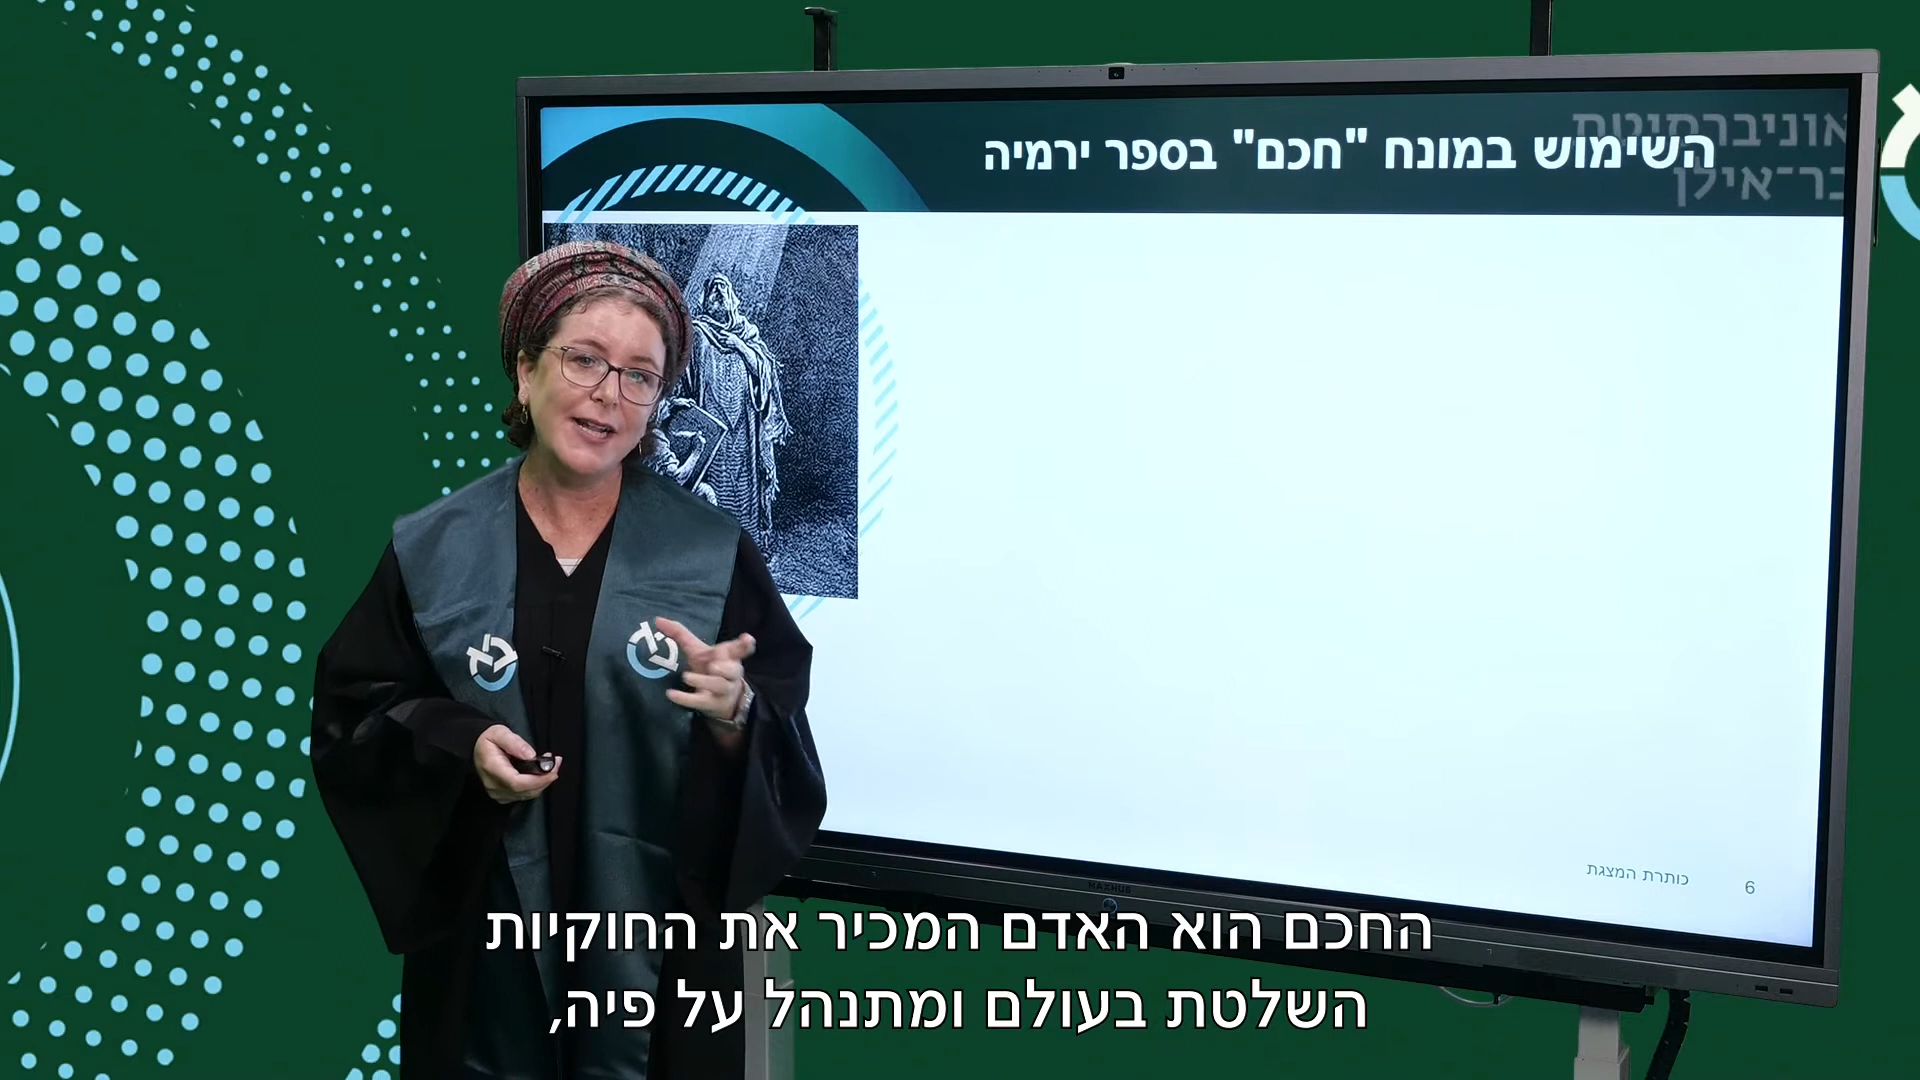 השימוש במונח "חכם" בספר ירמיה
אוניברסיטת
בר־אילן
כותרת המצגת
6
MAXHUB
החכם הוא האדם המכיר את החוקיות
השלטת בעולם ומתנהל על פיה,